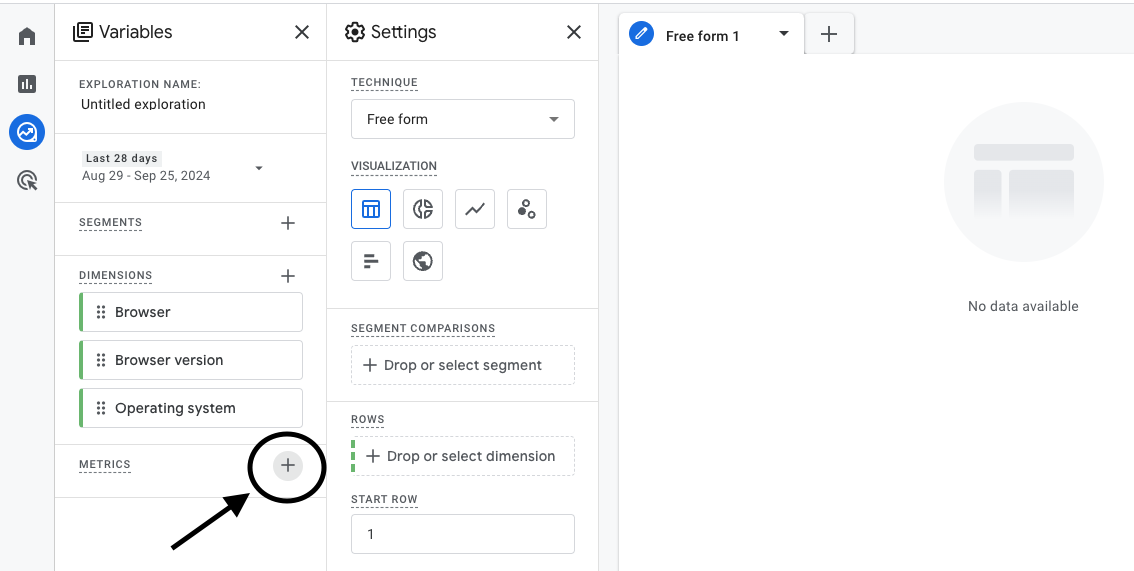 Variables
EXPLORATION NAME:
Untitled exploration
Last 28 days
Aug 29 - Sep 25, 2024
SEGMENTS
DIMENSIONS
Browser
Browser version
Operating system
METRICS
Settings
TECHNIQUE
Free form
VISUALIZATION
SEGMENT COMPARISONS
Drop or select segment
ROWS
Drop or select dimension
START ROW
1
Free form 1
No data available